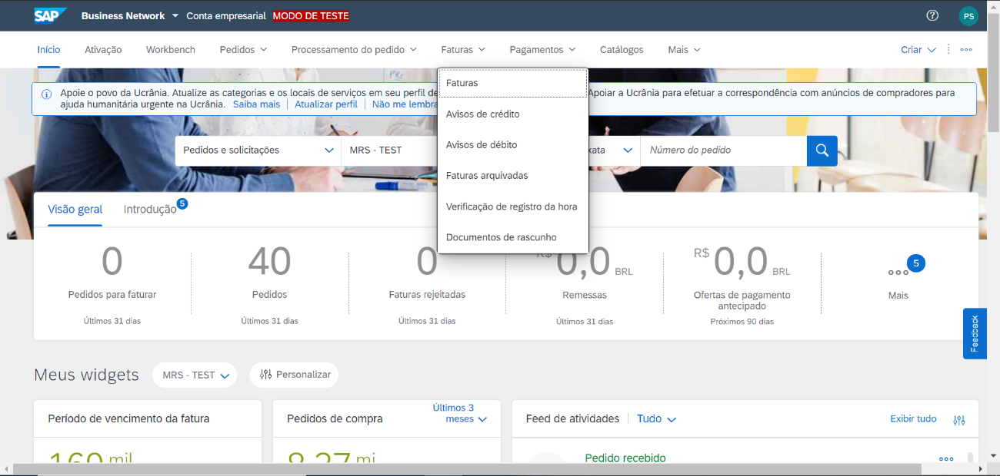 SAP Business Network Conta empresarial MODO DE TESTE PS
Início Ativação Workbench Pedidos Processamento do pedido Faturas Pagamentos Catálogos Mais Criar
Faturas
Avisos de crédito
Avisos de débito
Faturas arquivadas
Verificação de registro da hora
Documentos de rascunho
Apoie o povo da Ucrânia. Atualize as categorias e os locais de serviços em seu perfil de Apoiar a Ucrânia para efetuar a correspondência com anúncios de compradores para
ajuda humanitária urgente na Ucrânia. Saiba mais Atualizar perfil Não me lembra
Pedidos e solicitações MRS - TEST xata Número do pedido
Visão geral Introdução 5
0 40 0 R$ 0,0 BRL R$ 0,0 BRL 5
Pedidos para faturar Pedidos Faturas rejeitadas Remessas Ofertas de pagamento Mais
antecipado
Últimos 31 dias Últimos 31 dias Últimos 31 dias Últimos 31 dias Próximos 90 dias
Feedback
Meus widgets MRS - TEST Personalizar
Período de vencimento da fatura Pedidos de compra Últimos 3
meses Feed de atividades Tudo Exibir tudo
mil mi
Pedido recebido